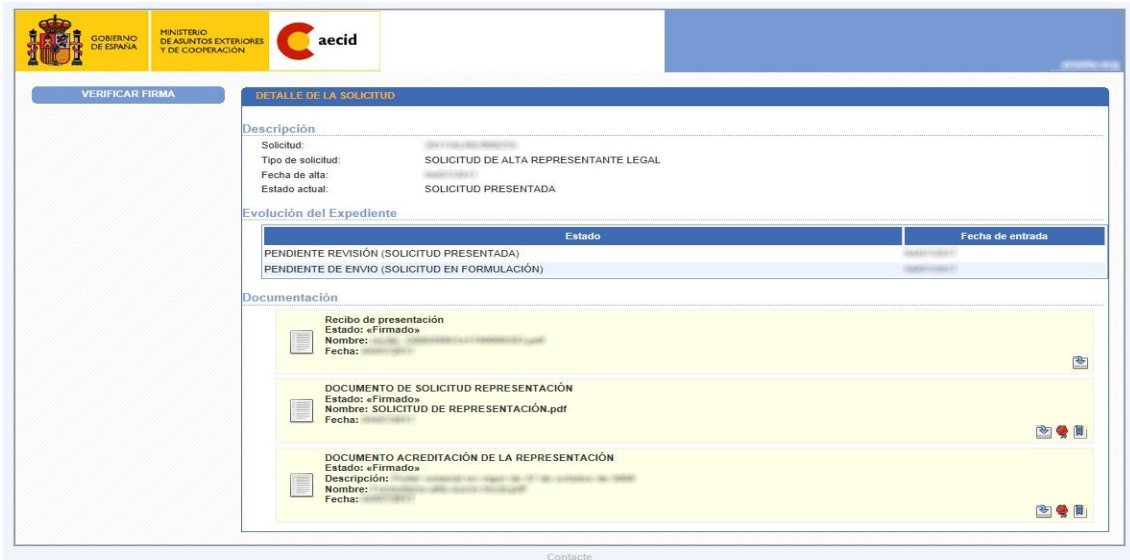 GOBIERNO
DE ESPAÑA
MINISTERIO
DE ASUNTOS EXTERIORES
Y DE COOPERACIÓN
aecid
VERIFICAR FIRMA
DETALLE DE LA SOLICITUD
Descripción
Solicitud:
Tipo de solicitud: SOLICITUD DE ALTA REPRESENTANTE LEGAL
Fecha de alta:
Estado actual: SOLICITUD PRESENTADA
Evolución del Expediente
Estado Fecha de entrada
PENDIENTE REVISIÓN (SOLICITUD PRESENTADA)
PENDIENTE DE ENVIO (SOLICITUD EN FORMULACIÓN)
Documentación
Recibo de presentación
Estado: «Firmado»
Nombre:
Fecha:
DOCUMENTO DE SOLICITUD REPRESENTACIÓN
Estado: «Firmado»
Nombre: SOLICITUD DE REPRESENTACIÓN.pdf
Fecha:
DOCUMENTO ACREDITACIÓN DE LA REPRESENTACIÓN
Estado: «Firmado»
Descripción:
Nombre:
Fecha:
Contacte